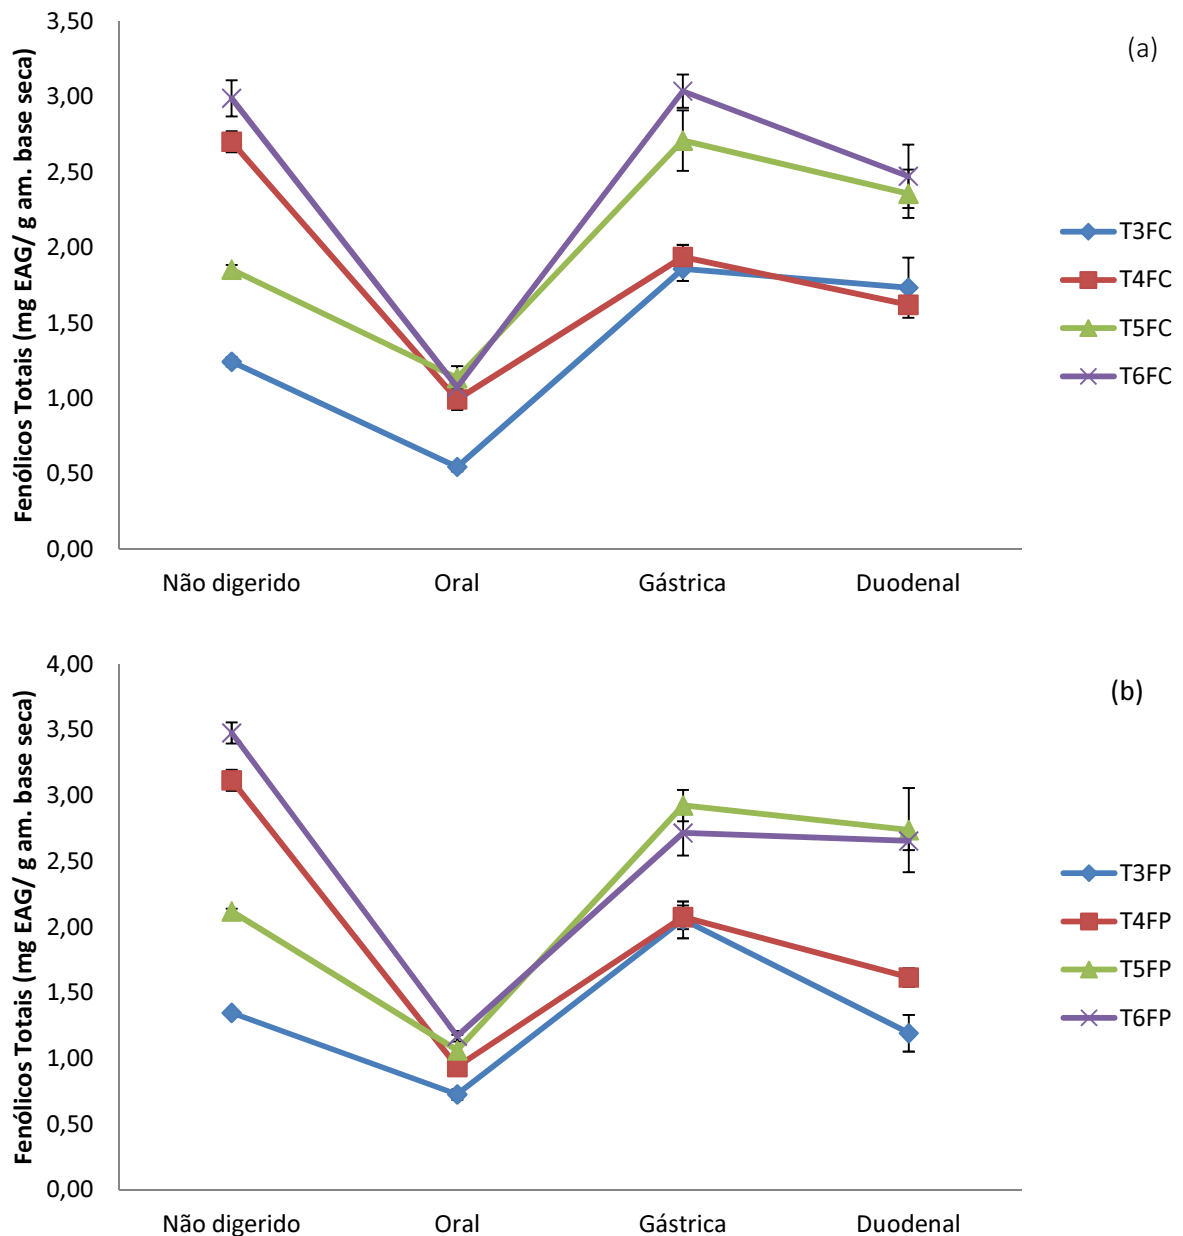 3,50
3,00
2,50
2,00
1,50
1,00
0,50
0,00
Fenólicos Totais (mg EAG/ g am. base seca)
(a)
Não digerido Oral Gástrica Duodenal
T3FC
T4FC
T5FC
T6FC
4,00
3,50
3,00
2,50
2,00
1,50
1,00
0,50
0,00
Fenólicos Totais (mg EAG/ g am. base seca)
(b)
Não digerido Oral Gástrica Duodenal
T3FP
T4FP
T5FP
T6FP